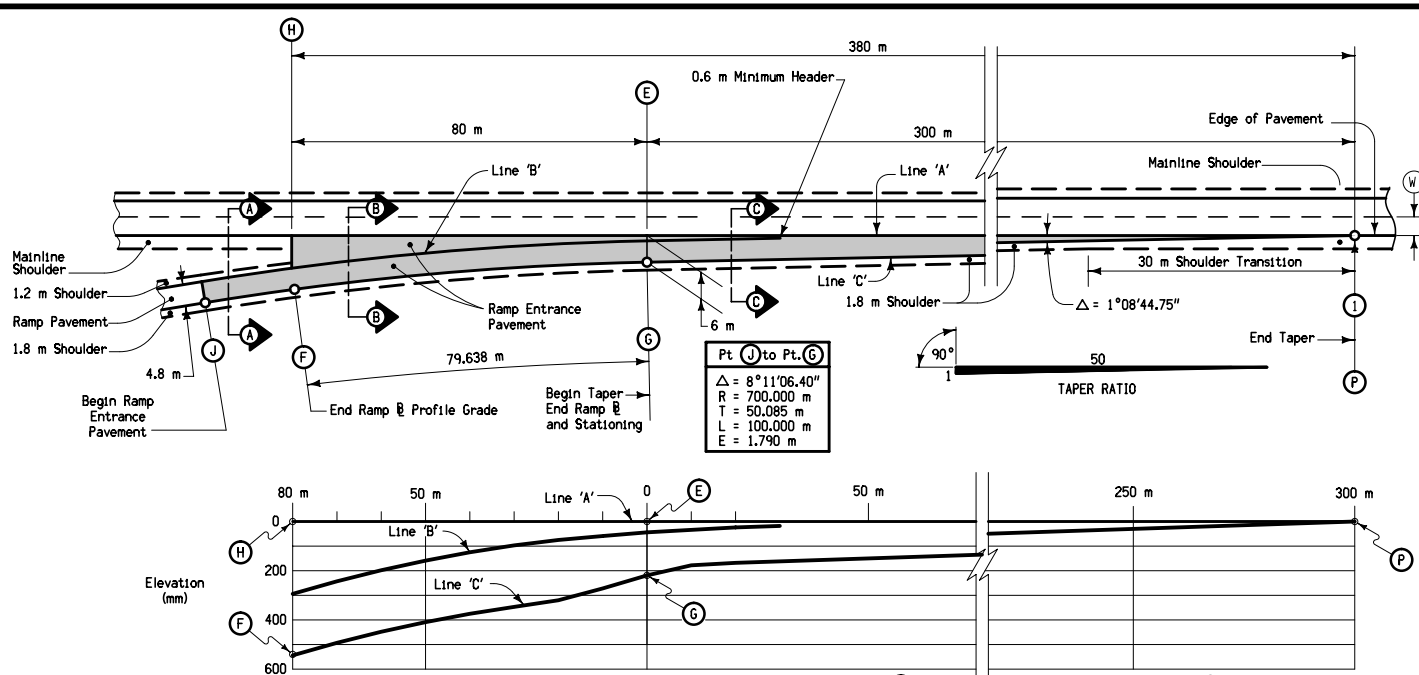 H
380 m
0.6 m Minimum Header
E
80 m
300 m
Edge of Pavement
Mainline Shoulder
Line 'B'
Line 'A'
W
A
B
C
Mainline
Shoulder
1.2 m Shoulder
Ramp Pavement
1.8 m Shoulder
Line 'C'
1.8 m Shoulder
30 m Shoulder Transition
Δ = 1°08'44.75"
Ramp Entrance
Pavement
6 m
A
B
C
J
F
G
1
4.8 m
79.638 m
End Taper
P
Begin Ramp
Entrance
Pavement
End Ramp ⅊ Profile Grade
Begin Taper
End Ramp ⅊
and Stationing
Pt J to Pt. G
Δ = 8°11'06.40"
R = 700.000 m
T = 50.085 m
L = 100.000 m
E = 1.790 m
90°
50
1
TAPER RATIO
80 m
50 m
Line 'A'
0
E
50 m
250 m
300 m
0
H
Line 'B'
P
200
Elevation
(mm)
Line 'C'
G
400
F
600